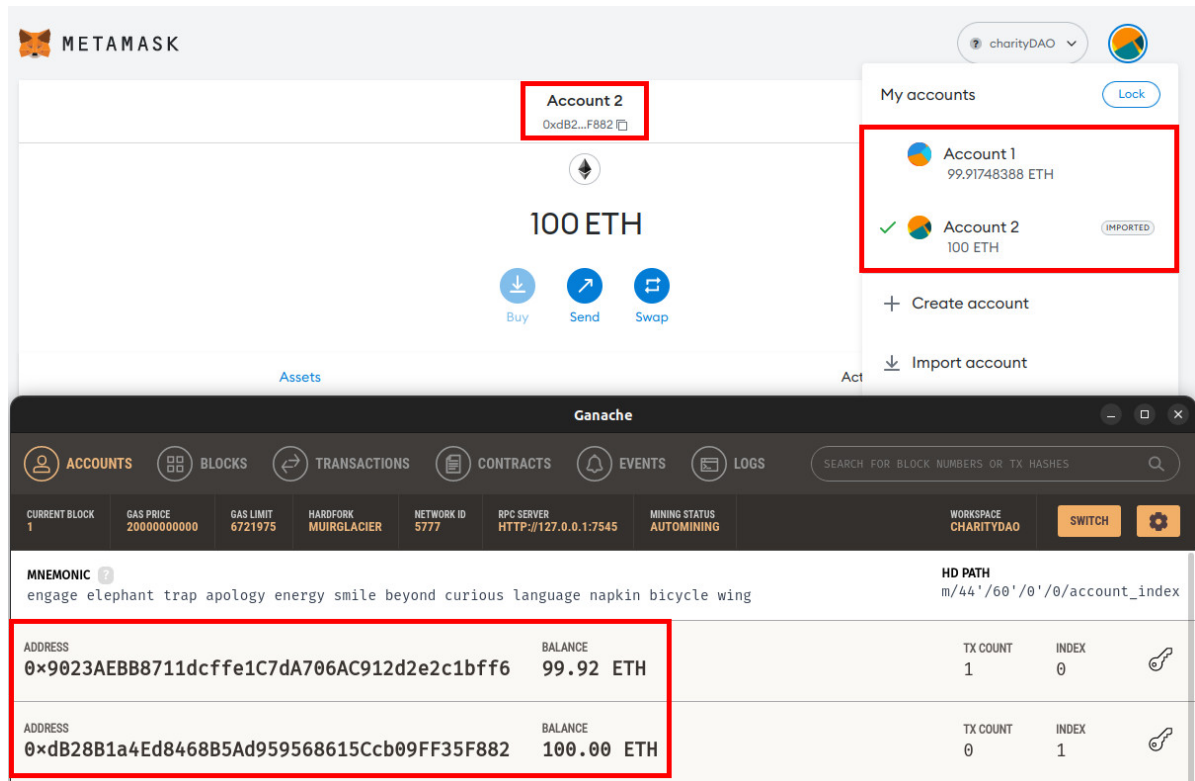 METAMASK
charityDAO
Account 2
0xdB2...F882
100 ETH
Buy Send Swap
Assets
Act
My accounts
Lock
Account 1
99.91748388 ETH
Account 2
IMPORTED
100 ETH
Create account
Import account
Ganache
ACCOUNTS BLOCKS TRANSACTIONS CONTRACTS EVENTS LOGS SEARCH FOR BLOCK NUMBERS OR TX HASHES
CURRENT BLOCK GAS PRICE GAS LIMIT HARDFORK NETWORK ID RPC SERVER MINING STATUS WORKSPACE
1 20000000000 6721975 MUIRGLACIER 5777 HTTP://127.0.0.1:7545 AUTOMINING CHARITYDAO SWITCH
MNEMONIC ? HD PATH
engage elephant trap apology energy smile beyond curious language napkin bicycle wing m/44'/60'/0'/0/account_index
ADDRESS BALANCE TX COUNT INDEX
0×9023AEBB8711dcffe1C7dA706AC912d2e2c1bff6 99.92 ETH 1 0
ADDRESS BALANCE TX COUNT INDEX
0×dB28B1a4Ed8468B5Ad959568615Ccb09FF35F882 100.00 ETH 0 1